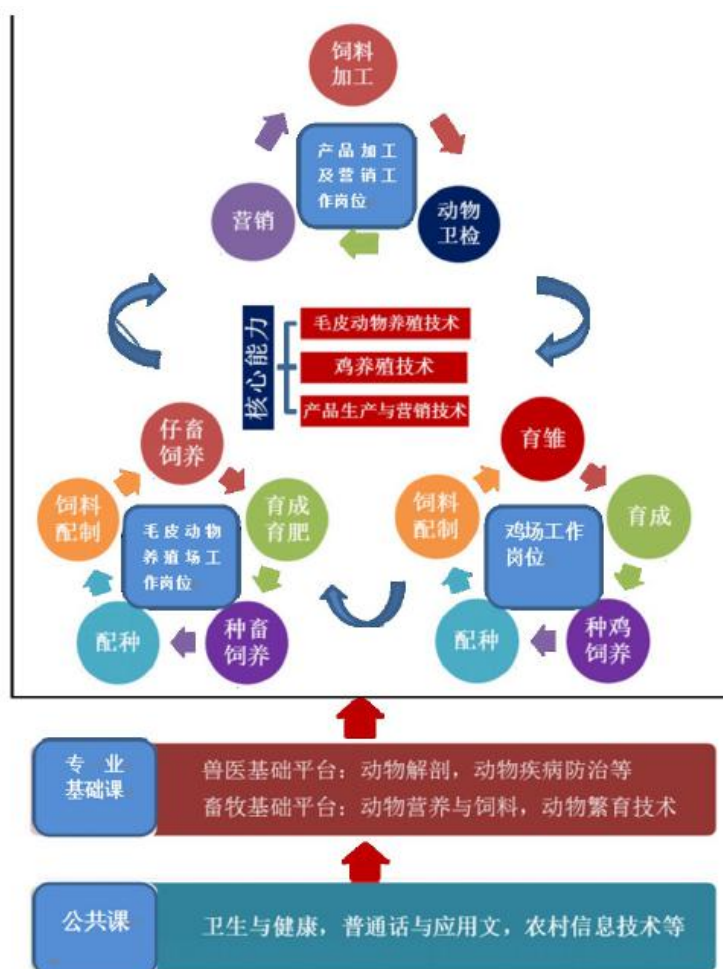 饲料
加工
产品加工
及营销工
作岗位
营销
动物
卫检
核心能力
毛皮动物养殖技术
鸡养殖技术
产品生产与营销技术
仔畜
饲养
饲料
配制
育成
育肥
毛皮动物
养殖场工
作岗位
配种
种畜
饲养
育雏
饲料
配制
育成
鸡场工作
岗位
配种
种鸡
饲养
专业
基础课
兽医基础平台：动物解剖，动物疾病防治等
畜牧基础平台：动物营养与饲料，动物繁育技术
公共课
卫生与健康，普通话与应用文，农村信息技术等